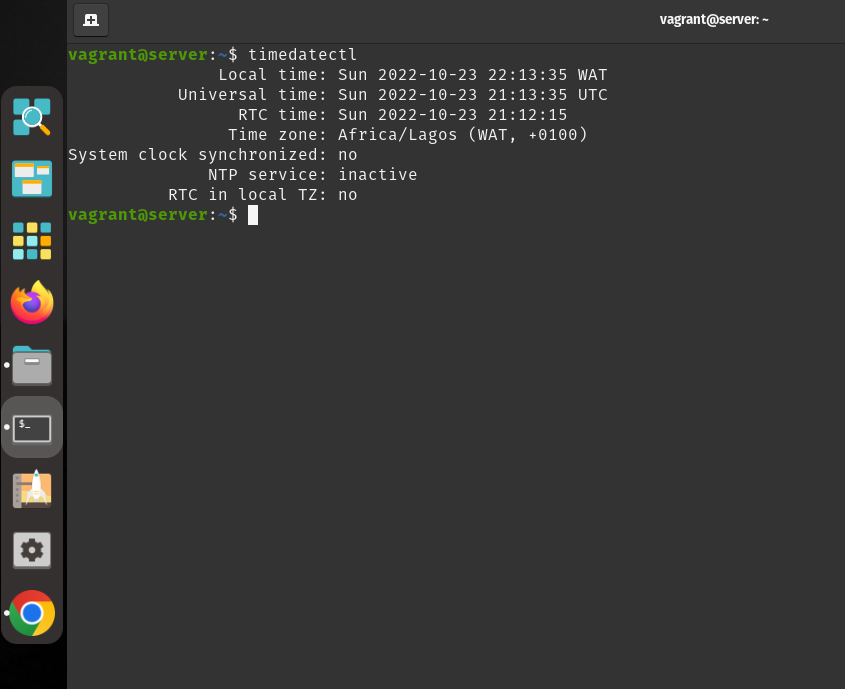 vagrant@server: ~
vagrant@server:~$ timedatectl
Local time: Sun 2022-10-23 22:13:35 WAT
Universal time: Sun 2022-10-23 21:13:35 UTC
RTC time: Sun 2022-10-23 21:12:15
Time zone: Africa/Lagos (WAT, +0100)
System clock synchronized: no
NTP service: inactive
RTC in local TZ: no
vagrant@server:~$
$_